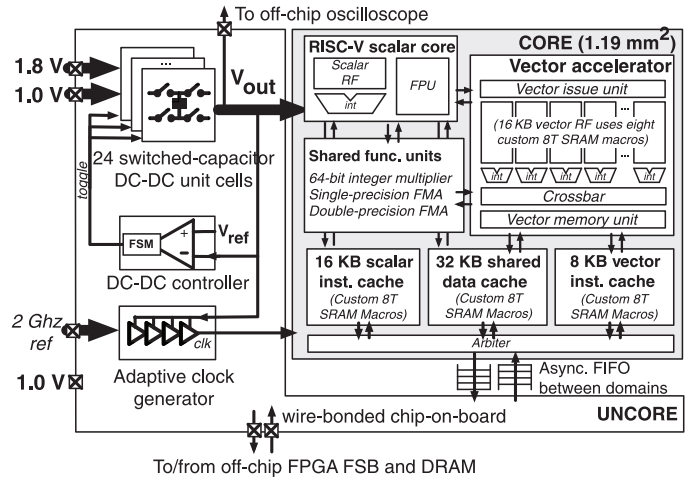 To off-chip oscilloscope
1.8 V
1.0 V
...
Vout
24 switched-capacitor
DC-DC unit cells
toggle
FSM
+
−
Vref
DC-DC controller
2 Ghz
ref
clk
Adaptive clock
generator
1.0 V
CORE (1.19 mm²)
RISC-V scalar core
Scalar
RF
int
FPU
Vector accelerator
Vector issue unit
...
(16 KB vector RF uses eight
custom 8T SRAM macros)
...
int
int
int
int
int
Crossbar
Vector memory unit
Shared func. units
64-bit integer multiplier
Single-precision FMA
Double-precision FMA
16 KB scalar
inst. cache
(Custom 8T
SRAM Macros)
32 KB shared
data cache
(Custom 8T
SRAM Macros)
8 KB vector
inst. cache
(Custom 8T
SRAM Macros)
Arbiter
Async. FIFO
between domains
UNCORE
wire-bonded chip-on-board
To/from off-chip FPGA FSB and DRAM